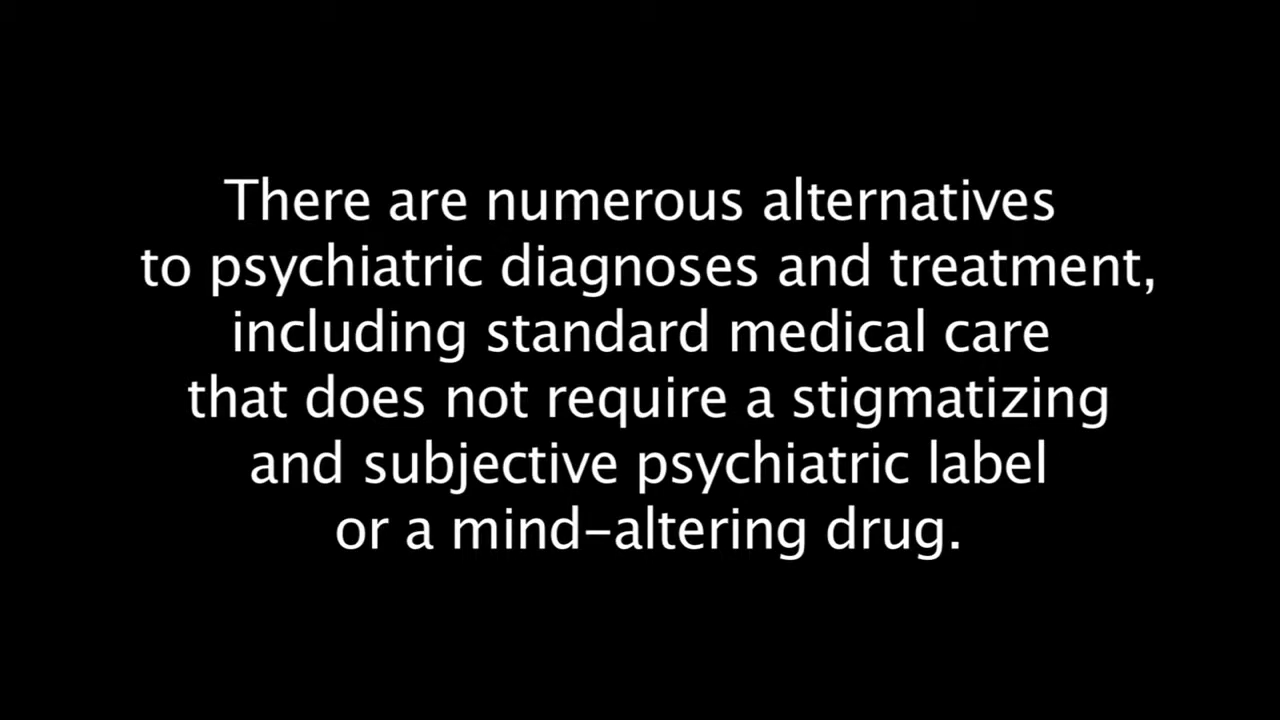 There are numerous alternatives
to psychiatric diagnoses and treatment,
including standard medical care
that does not require a stigmatizing
and subjective psychiatric label
or a mind–altering drug.